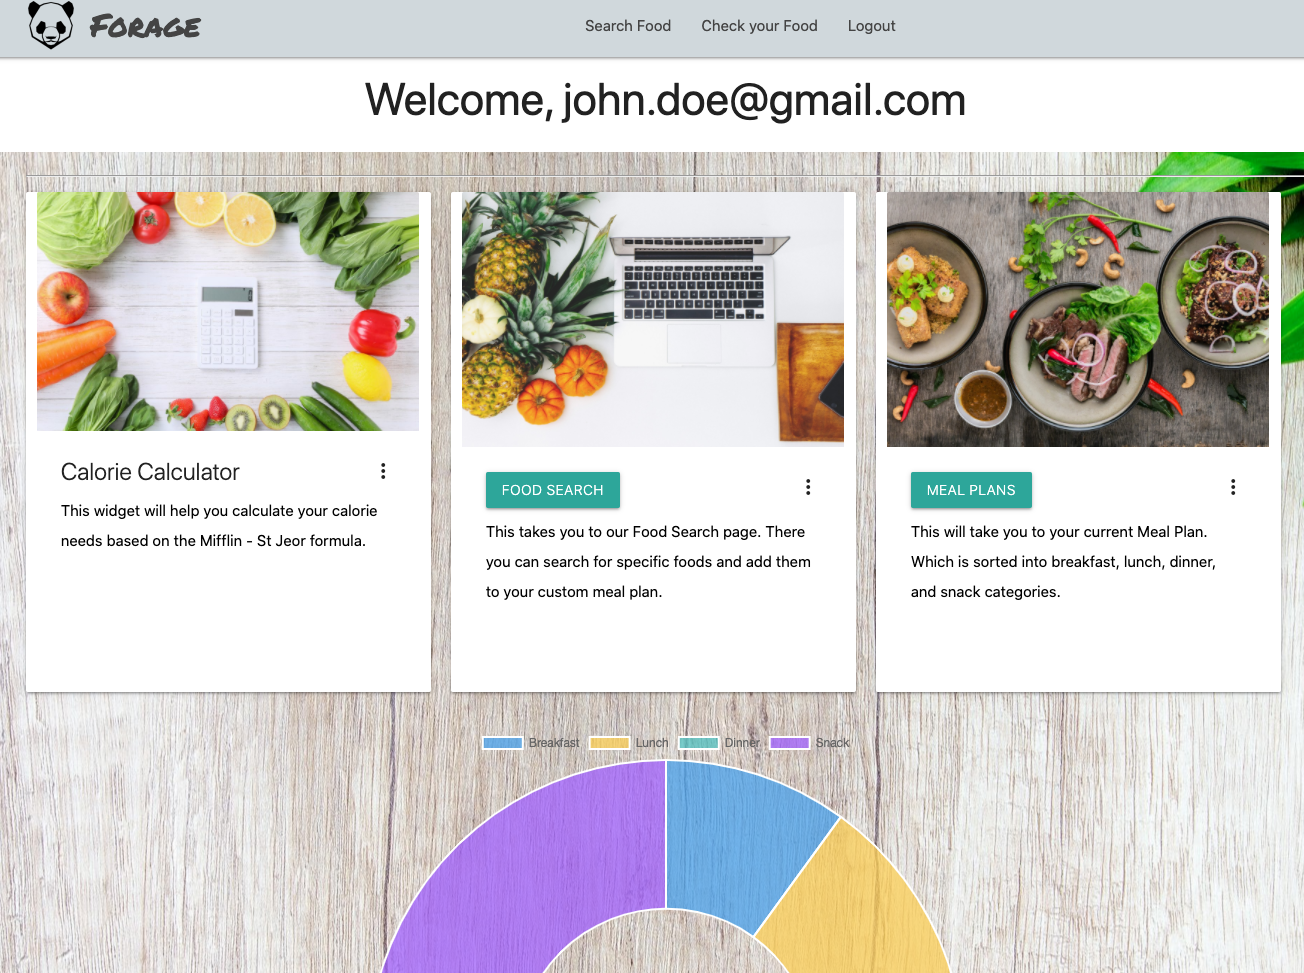 FORAGE
Search Food
Check your Food
Logout
Welcome, john.doe@gmail.com
Calorie Calculator
This widget will help you calculate your calorie
needs based on the Mifflin - St Jeor formula.
FOOD SEARCH
This takes you to our Food Search page. There
you can search for specific foods and add them
to your custom meal plan.
MEAL PLANS
This will take you to your current Meal Plan.
Which is sorted into breakfast, lunch, dinner,
and snack categories.
Breakfast
Lunch
Dinner
Snack